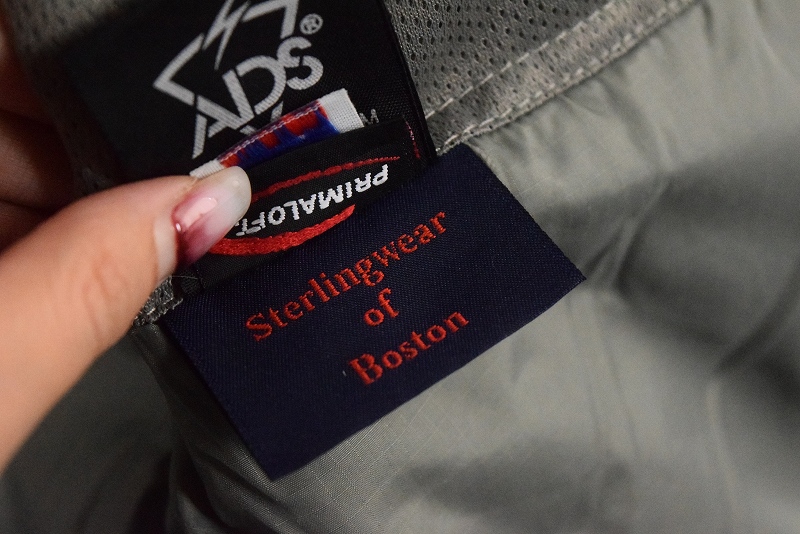 ADS®
M
PRIMALOFT
Sterlingwear
of
Boston